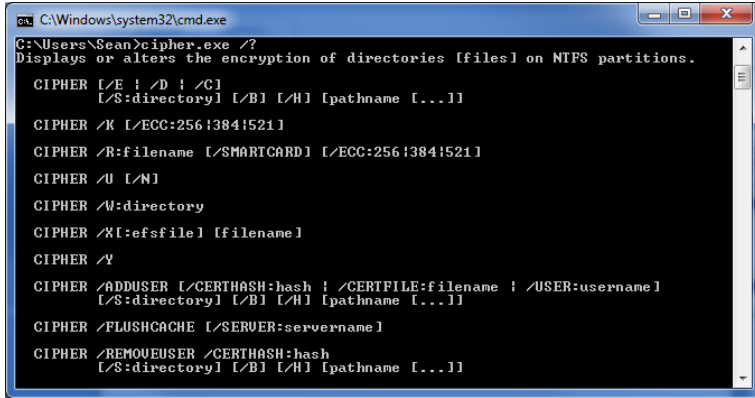 C:\Windows\system32\cmd.exe
C:\Users\Sean>cipher.exe /?
Displays or alters the encryption of directories [files] on NTFS partitions.
CIPHER [/E ¦ /D ¦ /C]
[/S:directory] [/B] [/H] [pathname [...]]
CIPHER /K [/ECC:256¦384¦521]
CIPHER /R:filename [/SMARTCARD] [/ECC:256¦384¦521]
CIPHER /U [/N]
CIPHER /W:directory
CIPHER /X[:efsfile] [filename]
CIPHER /Y
CIPHER /ADDUSER [/CERTHASH:hash ¦ /CERTFILE:filename ¦ /USER:username]
[/S:directory] [/B] [/H] [pathname [...]]
CIPHER /FLUSHCACHE [/SERVER:servername]
CIPHER /REMOVEUSER /CERTHASH:hash
[/S:directory] [/B] [/H] [pathname [...]]